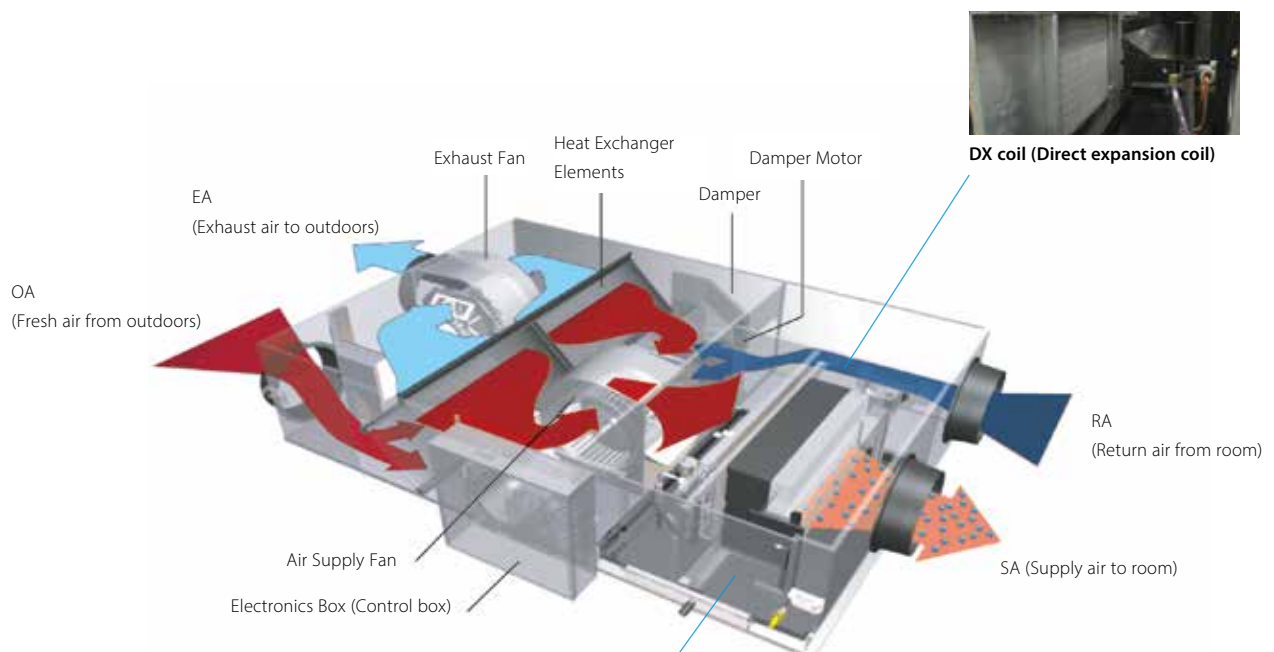 DX coil (Direct expansion coil)
Exhaust Fan
Heat Exchanger
Elements
Damper Motor
Damper
EA
(Exhaust air to outdoors)
OA
(Fresh air from outdoors)
RA
(Return air from room)
SA (Supply air to room)
Air Supply Fan
Electronics Box (Control box)